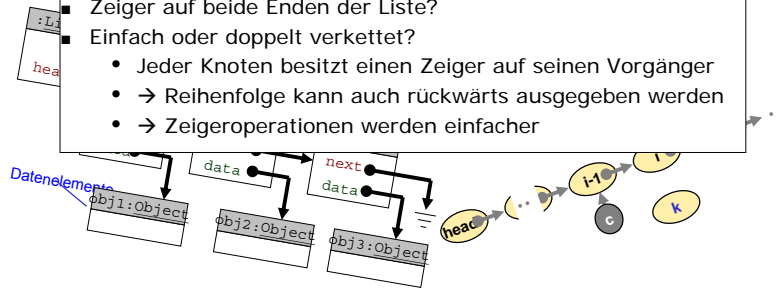 Zeiger auf beide Enden der Liste?
:Li
Einfach oder doppelt verkettet?
hea
Jeder Knoten besitzt einen Zeiger auf seinen Vorgänger
→ Reihenfolge kann auch rückwärts ausgegeben werden
→ Zeigeroperationen werden einfacher
data
next
data
Datenelemente
obj1:Object
obj2:Object
obj3:Object
head
i-1
c
k